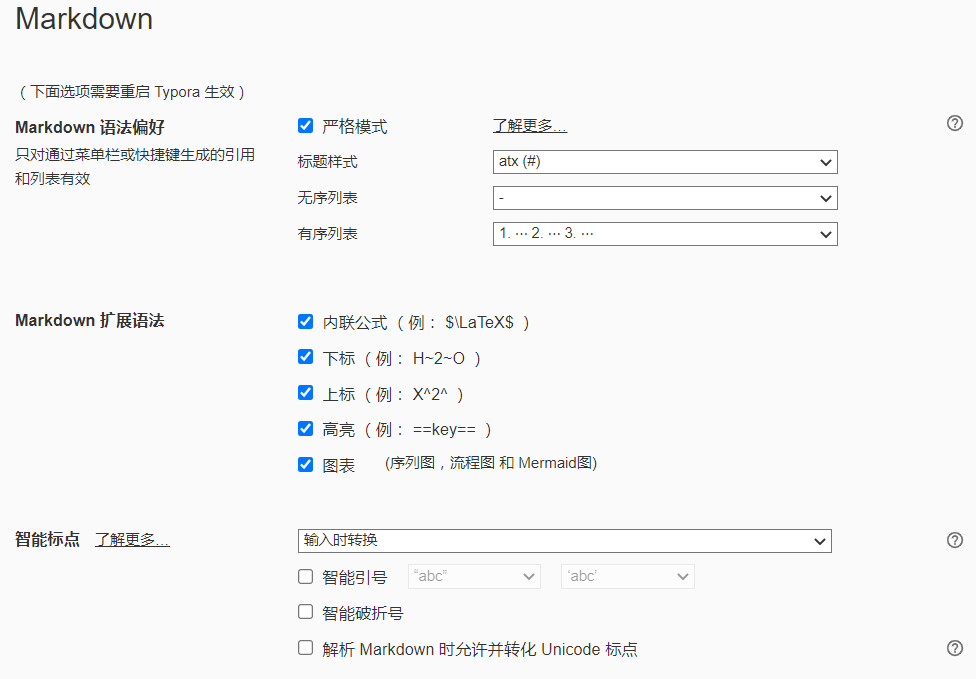 Markdown
（下面选项需要重启 Typora 生效）
Markdown 语法偏好
只对通过菜单栏或快捷键生成的引用
和列表有效
严格模式 了解更多...
标题样式 atx (#)
无序列表 -
有序列表 1. ··· 2. ··· 3. ···
Markdown 扩展语法
内联公式（例： $\LaTeX$ ）
下标（例： H~2~O ）
上标（例： X^2^ ）
高亮（例： ==key== ）
图表 (序列图，流程图 和 Mermaid图)
智能标点 了解更多... 输入时转换
智能引号 “abc” ‘abc’
智能破折号
解析 Markdown 时允许并转化 Unicode 标点